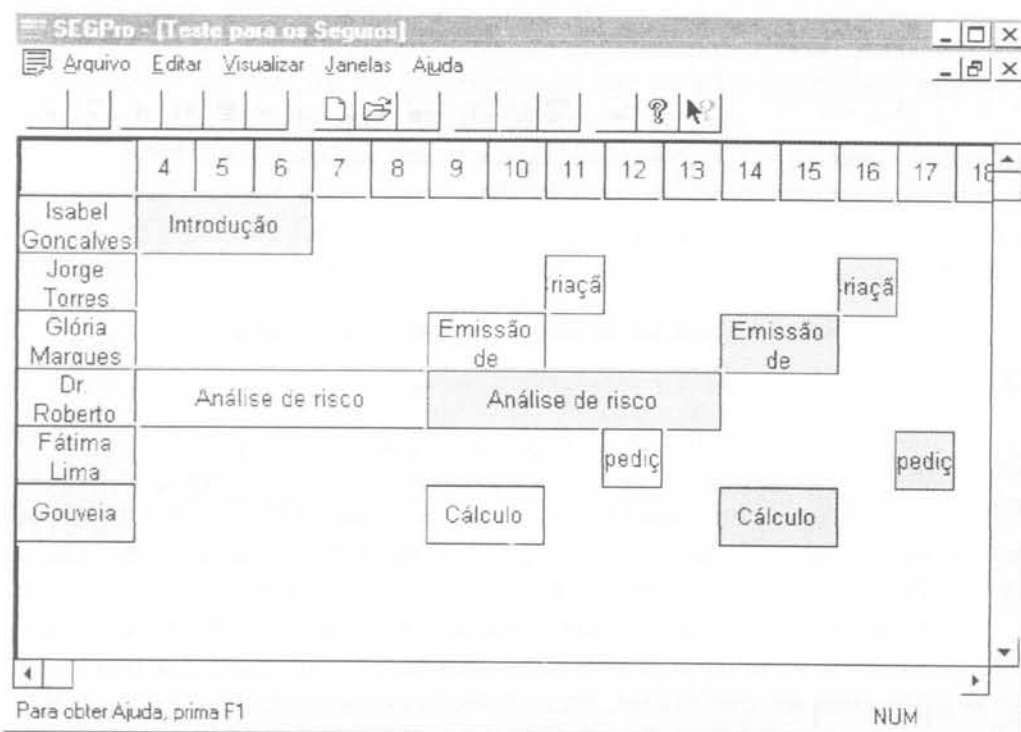 SEGPro - [Teste para os Seguros]
Arquivo Editar Visualizar Janelas Ajuda
4 5 6 7 8 9 10 11 12 13 14 15 16 17 18
Isabel
Goncalves
Introdução
Jorge
Torres
riaçã
riaçã
Glória
Marques
Emissão
de
Emissão
de
Dr.
Roberto
Análise de risco
Análise de risco
Fátima
Lima
pediç
pediç
Gouveia
Cálculo
Cálculo
Para obter Ajuda, prima F1
NUM